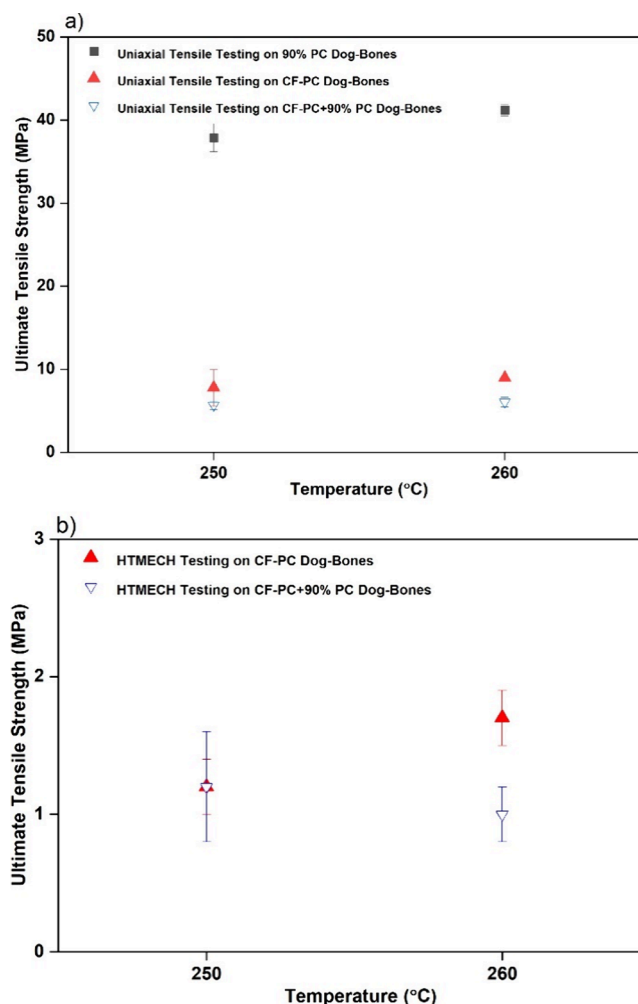 a)
50
Uniaxial Tensile Testing on 90% PC Dog-Bones
Uniaxial Tensile Testing on CF-PC Dog-Bones
Uniaxial Tensile Testing on CF-PC+90% PC Dog-Bones
40
30
20
10
0
Ultimate Tensile Strength (MPa)
250
260
Temperature (°C)
b)
3
HTMECH Testing on CF-PC Dog-Bones
HTMECH Testing on CF-PC+90% PC Dog-Bones
2
1
0
Ultimate Tensile Strength (MPa)
250
260
Temperature (°C)